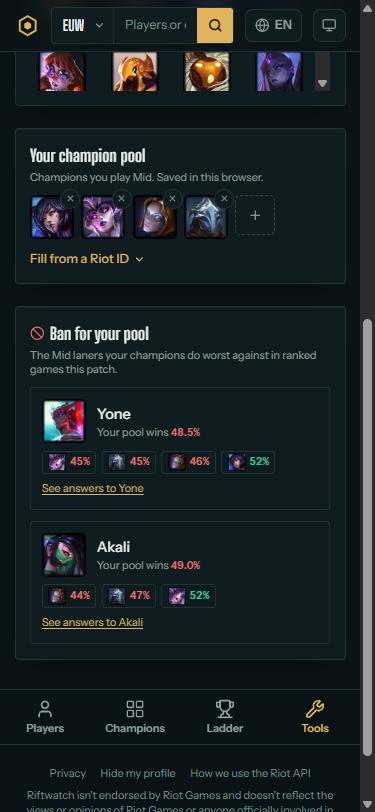 EUW
Players or
EN
Your champion pool
Champions you play Mid. Saved in this browser.
Fill from a Riot ID
Ban for your pool
The Mid laners your champions do worst against in ranked
games this patch.
Yone
Your pool wins 48.5%
45% 45% 46% 52%
See answers to Yone
Akali
Your pool wins 49.0%
44% 47% 52%
See answers to Akali
Players Champions Ladder Tools
Privacy Hide my profile How we use the Riot API
Riftwatch isn't endorsed by Riot Games and doesn't reflect the
views or opinions of Riot Games or anyone officially involved in